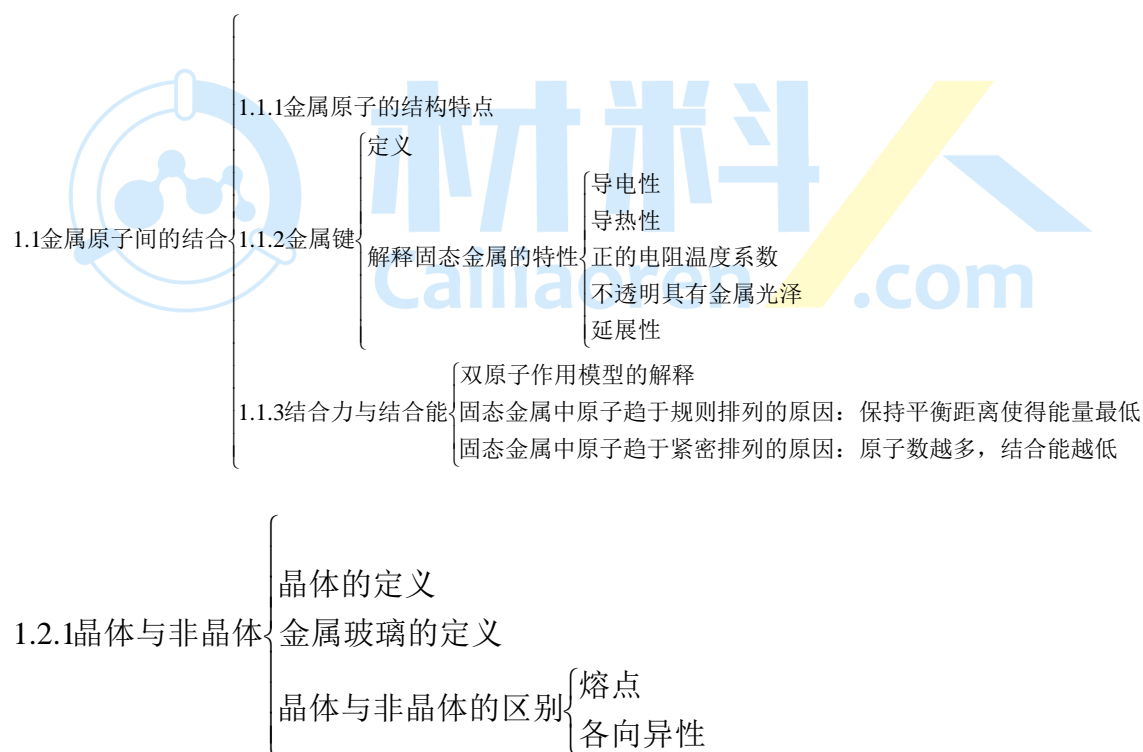 1.1.1金属原子的结构特点
定义
导电性
导热性
1.1金属原子间的结合
1.1.2金属键
解释固态金属的特性
正的电阻温度系数
不透明具有金属光泽
延展性
双原子作用模型的解释
1.1.3结合力与结合能
固态金属中原子趋于规则排列的原因：保持平衡距离使得能量最低
固态金属中原子趋于紧密排列的原因：原子数越多，结合能越低
晶体的定义
1.2.1晶体与非晶体
金属玻璃的定义
晶体与非晶体的区别
熔点
各向异性
材料人
Cailiaoren.com